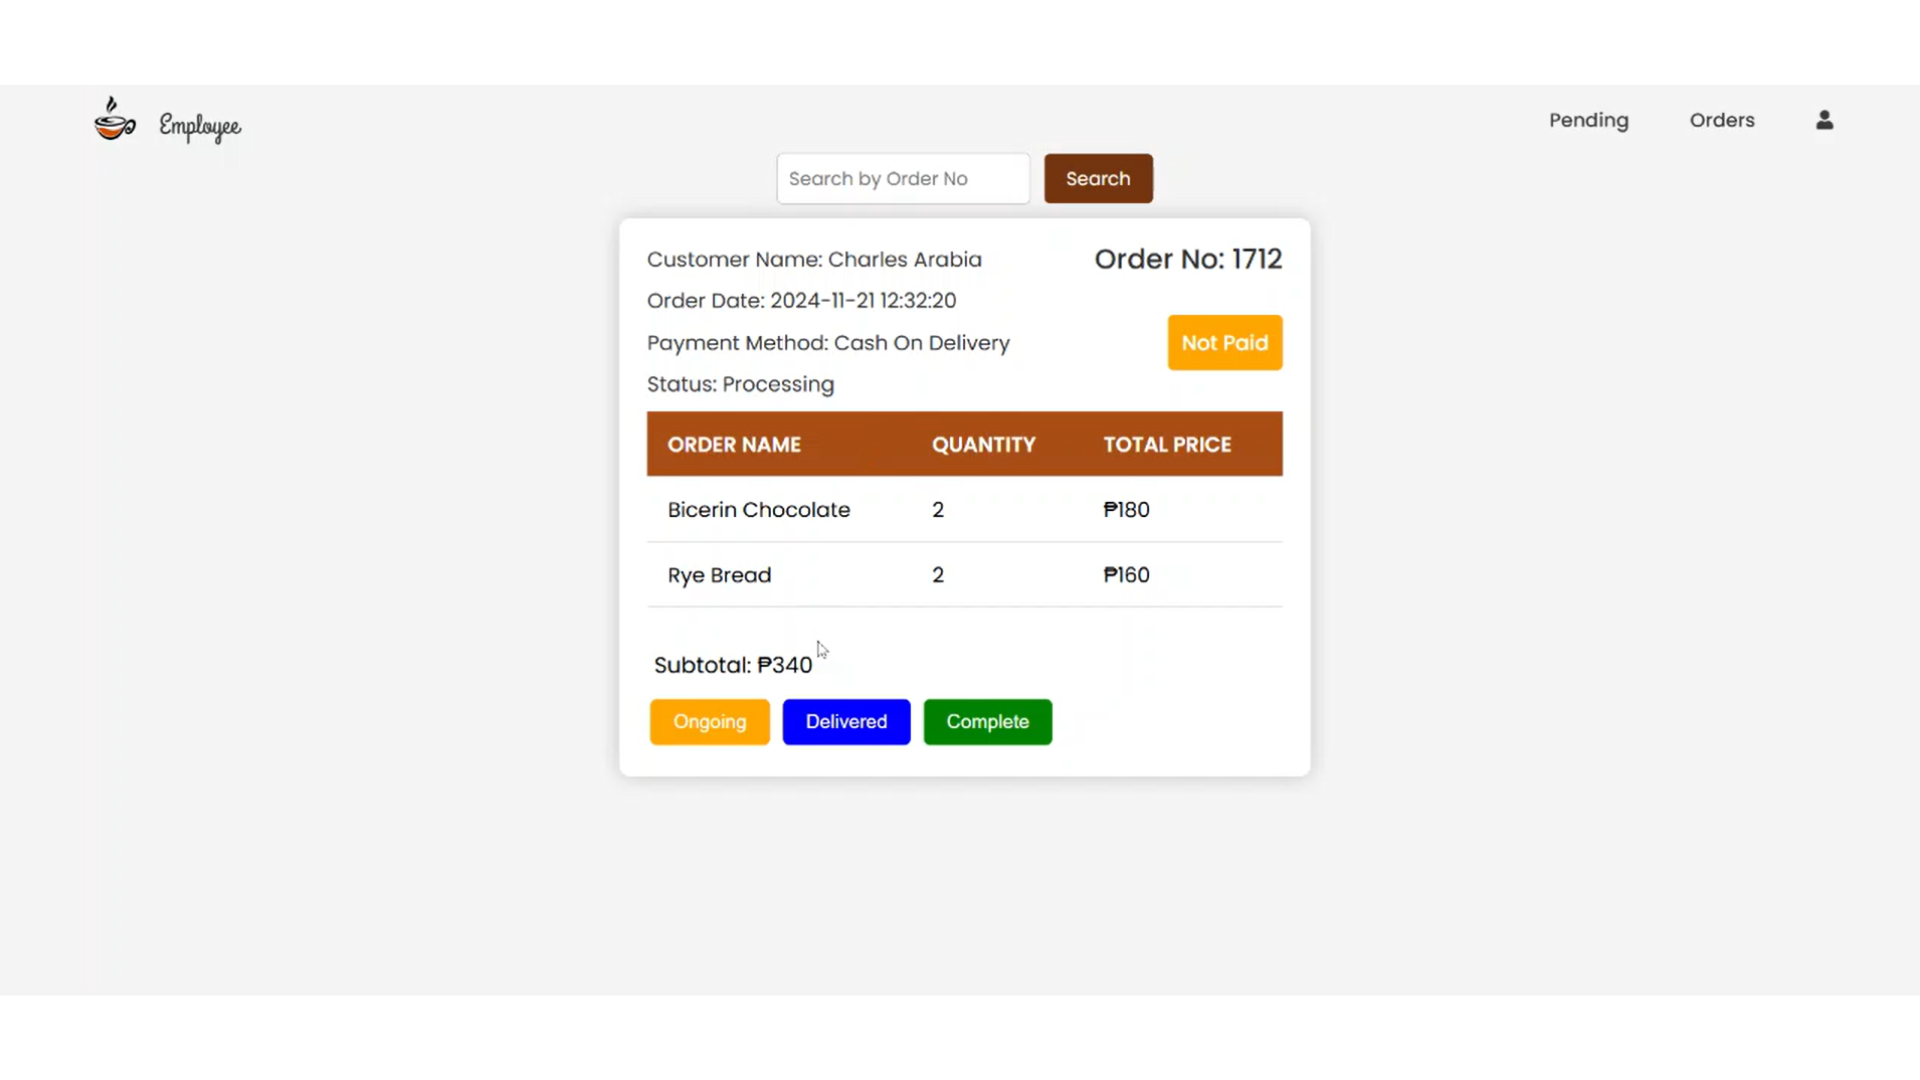 Employee
Pending
Orders
Search by Order No
Search
Customer Name: Charles Arabia
Order No: 1712
Order Date: 2024-11-21 12:32:20
Payment Method: Cash On Delivery
Not Paid
Status: Processing
ORDER NAME QUANTITY TOTAL PRICE
Bicerin Chocolate 2 ₱180
Rye Bread 2 ₱160
Subtotal: ₱340
Ongoing
Delivered
Complete